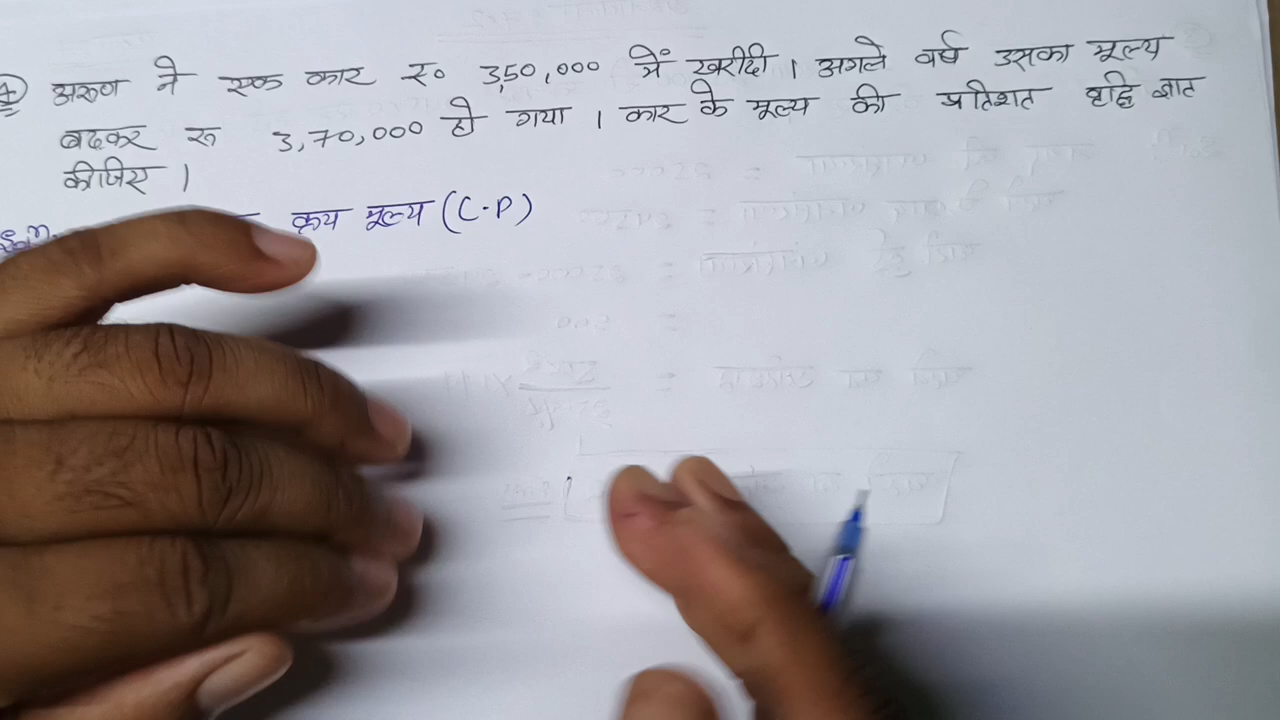 ④ अरुण ने एक कार रु० 3,50,000 में खरीदी । अगले वर्ष उसका मूल्य
बढ़कर रु 3,70,000 हो गया । कार के मूल्य की प्रतिशत वृद्धि ज्ञात
कीजिए ।
क्रय मूल्य (C.P)